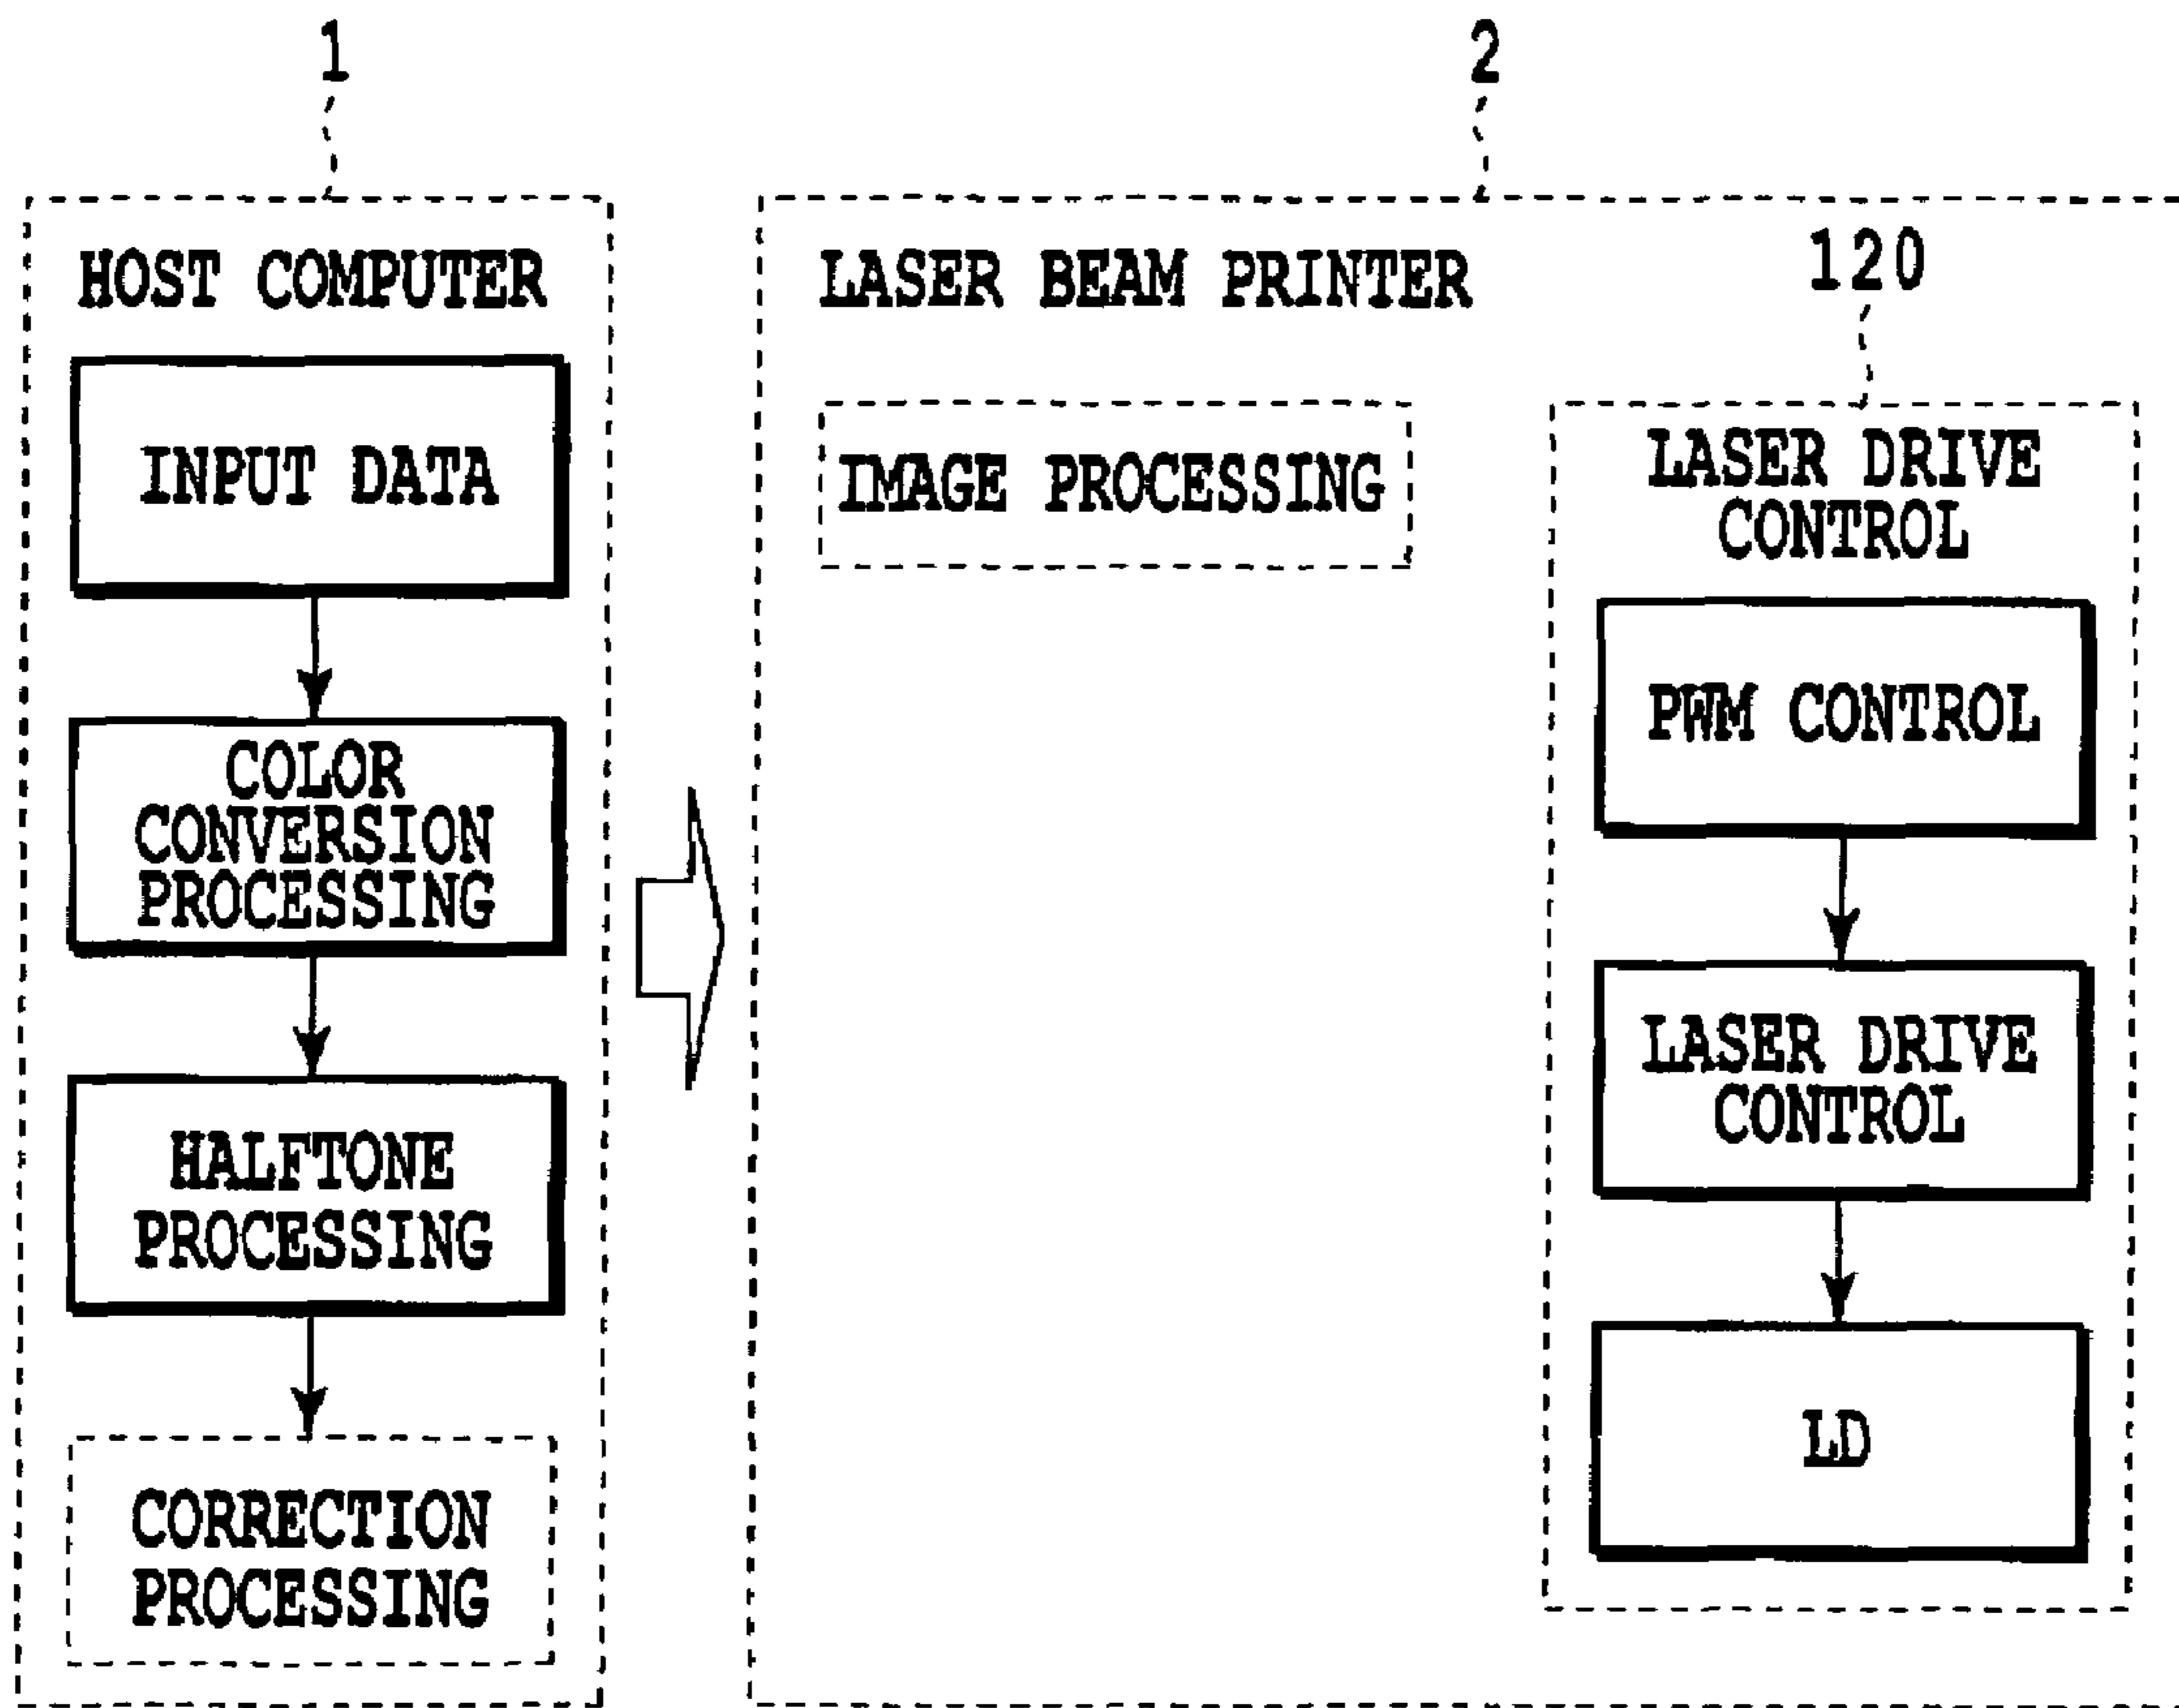 1
2
HOST COMPUTER
INPUT DATA
COLOR
CONVERSION
PROCESSING
HALFTONE
PROCESSING
CORRECTION
PROCESSING
LASER BEAM PRINTER
120
IMAGE PROCESSING
LASER DRIVE
CONTROL
PWM CONTROL
LASER DRIVE
CONTROL
LD